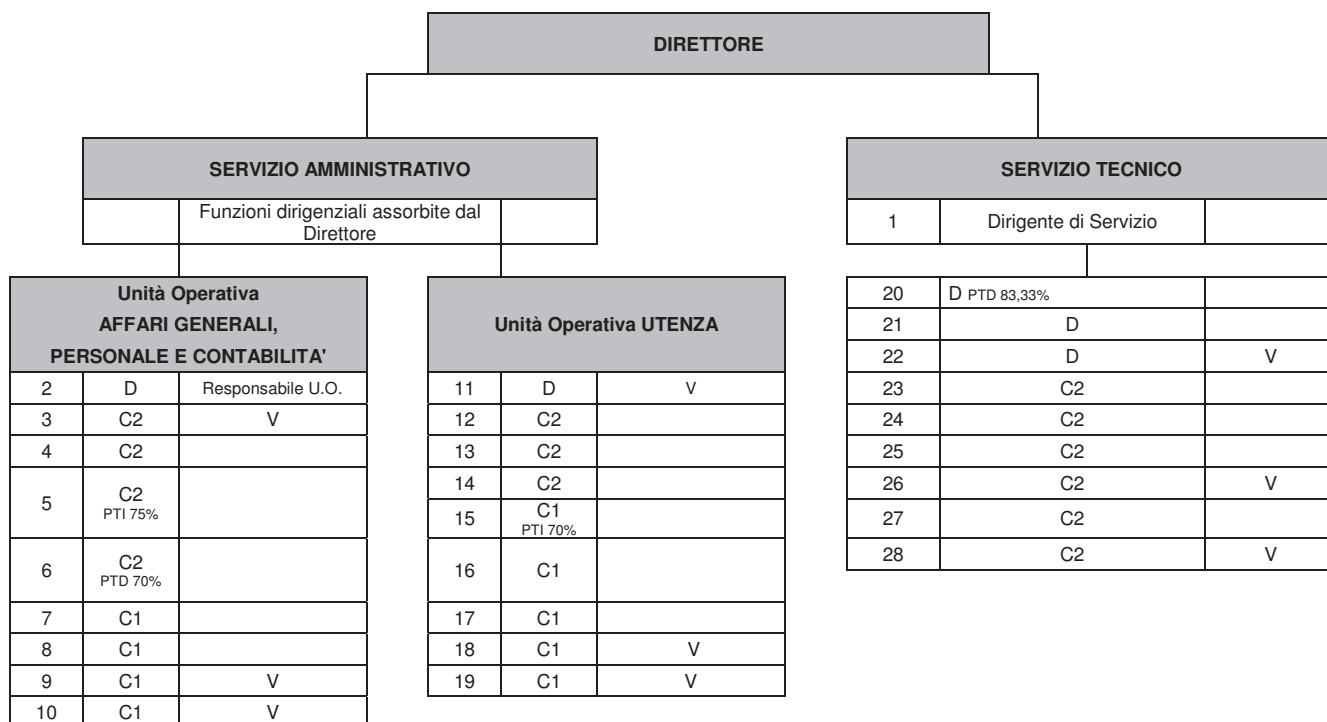 DIRETTORE
SERVIZIO AMMINISTRATIVO
Funzioni dirigenziali assorbite dal
Direttore
Unità Operativa
AFFARI GENERALI,
PERSONALE E CONTABILITA'
2 D Responsabile U.O.
3 C2 V
4 C2
5 C2
PTI 75%
6 C2
PTD 70%
7 C1
8 C1
9 C1 V
10 C1 V
Unità Operativa UTENZA
11 D V
12 C2
13 C2
14 C2
15 C1
PTI 70%
16 C1
17 C1
18 C1 V
19 C1 V
SERVIZIO TECNICO
1 Dirigente di Servizio
20 D PTD 83,33%
21 D
22 D V
23 C2
24 C2
25 C2
26 C2 V
27 C2
28 C2 V